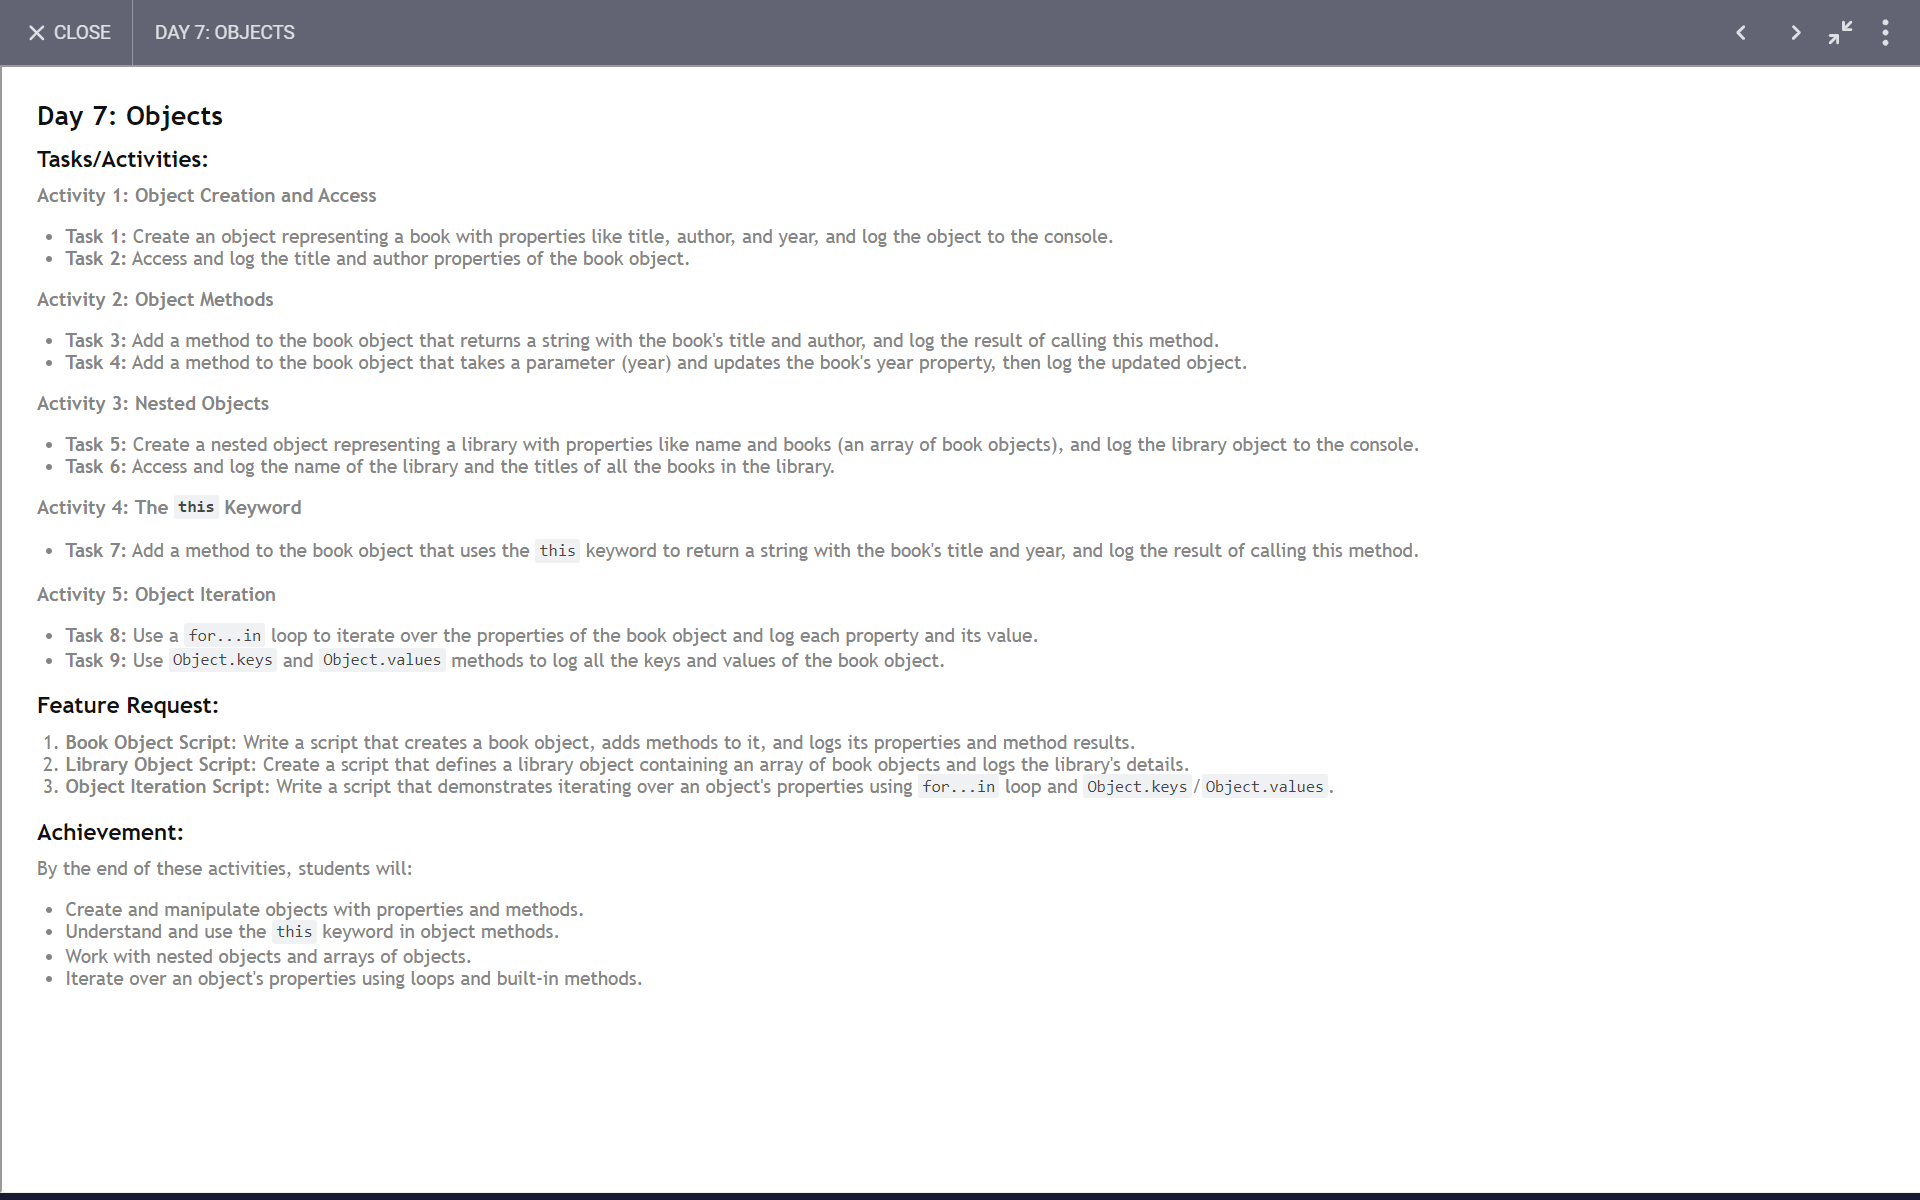 CLOSE
DAY 7: OBJECTS
Day 7: Objects
Tasks/Activities:
Activity 1: Object Creation and Access
• Task 1: Create an object representing a book with properties like title, author, and year, and log the object to the console.
• Task 2: Access and log the title and author properties of the book object.
Activity 2: Object Methods
• Task 3: Add a method to the book object that returns a string with the book's title and author, and log the result of calling this method.
• Task 4: Add a method to the book object that takes a parameter (year) and updates the book's year property, then log the updated object.
Activity 3: Nested Objects
• Task 5: Create a nested object representing a library with properties like name and books (an array of book objects), and log the library object to the console.
• Task 6: Access and log the name of the library and the titles of all the books in the library.
Activity 4: The this Keyword
• Task 7: Add a method to the book object that uses the this keyword to return a string with the book's title and year, and log the result of calling this method.
Activity 5: Object Iteration
• Task 8: Use a for...in loop to iterate over the properties of the book object and log each property and its value.
• Task 9: Use Object.keys and Object.values methods to log all the keys and values of the book object.
Feature Request:
1. Book Object Script: Write a script that creates a book object, adds methods to it, and logs its properties and method results.
2. Library Object Script: Create a script that defines a library object containing an array of book objects and logs the library's details.
3. Object Iteration Script: Write a script that demonstrates iterating over an object's properties using for...in loop and Object.keys/Object.values.
Achievement:
By the end of these activities, students will:
• Create and manipulate objects with properties and methods.
• Understand and use the this keyword in object methods.
• Work with nested objects and arrays of objects.
• Iterate over an object's properties using loops and built-in methods.